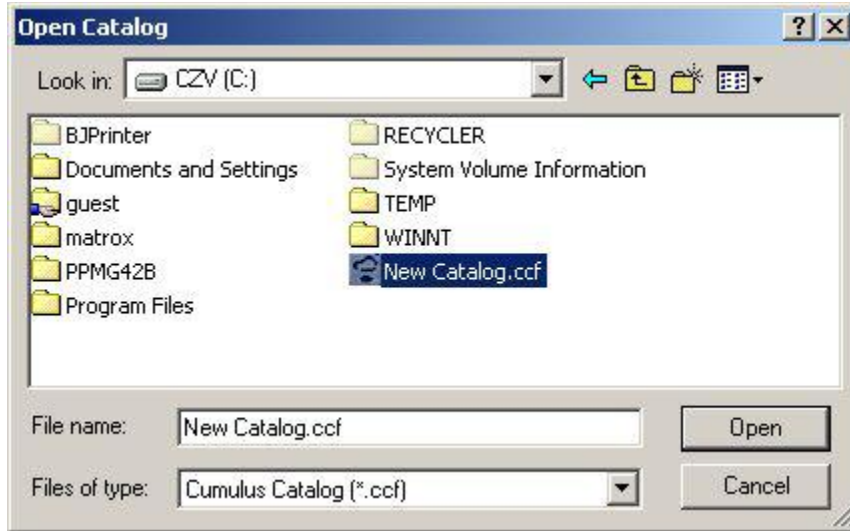 Open Catalog
Look in: CZV (C:)
BJPrinter
Documents and Settings
guest
matrox
PPMG42B
Program Files
RECYCLER
System Volume Information
TEMP
WINNT
New Catalog.ccf
File name: New Catalog.ccf
Open
Files of type: Cumulus Catalog (*.ccf)
Cancel